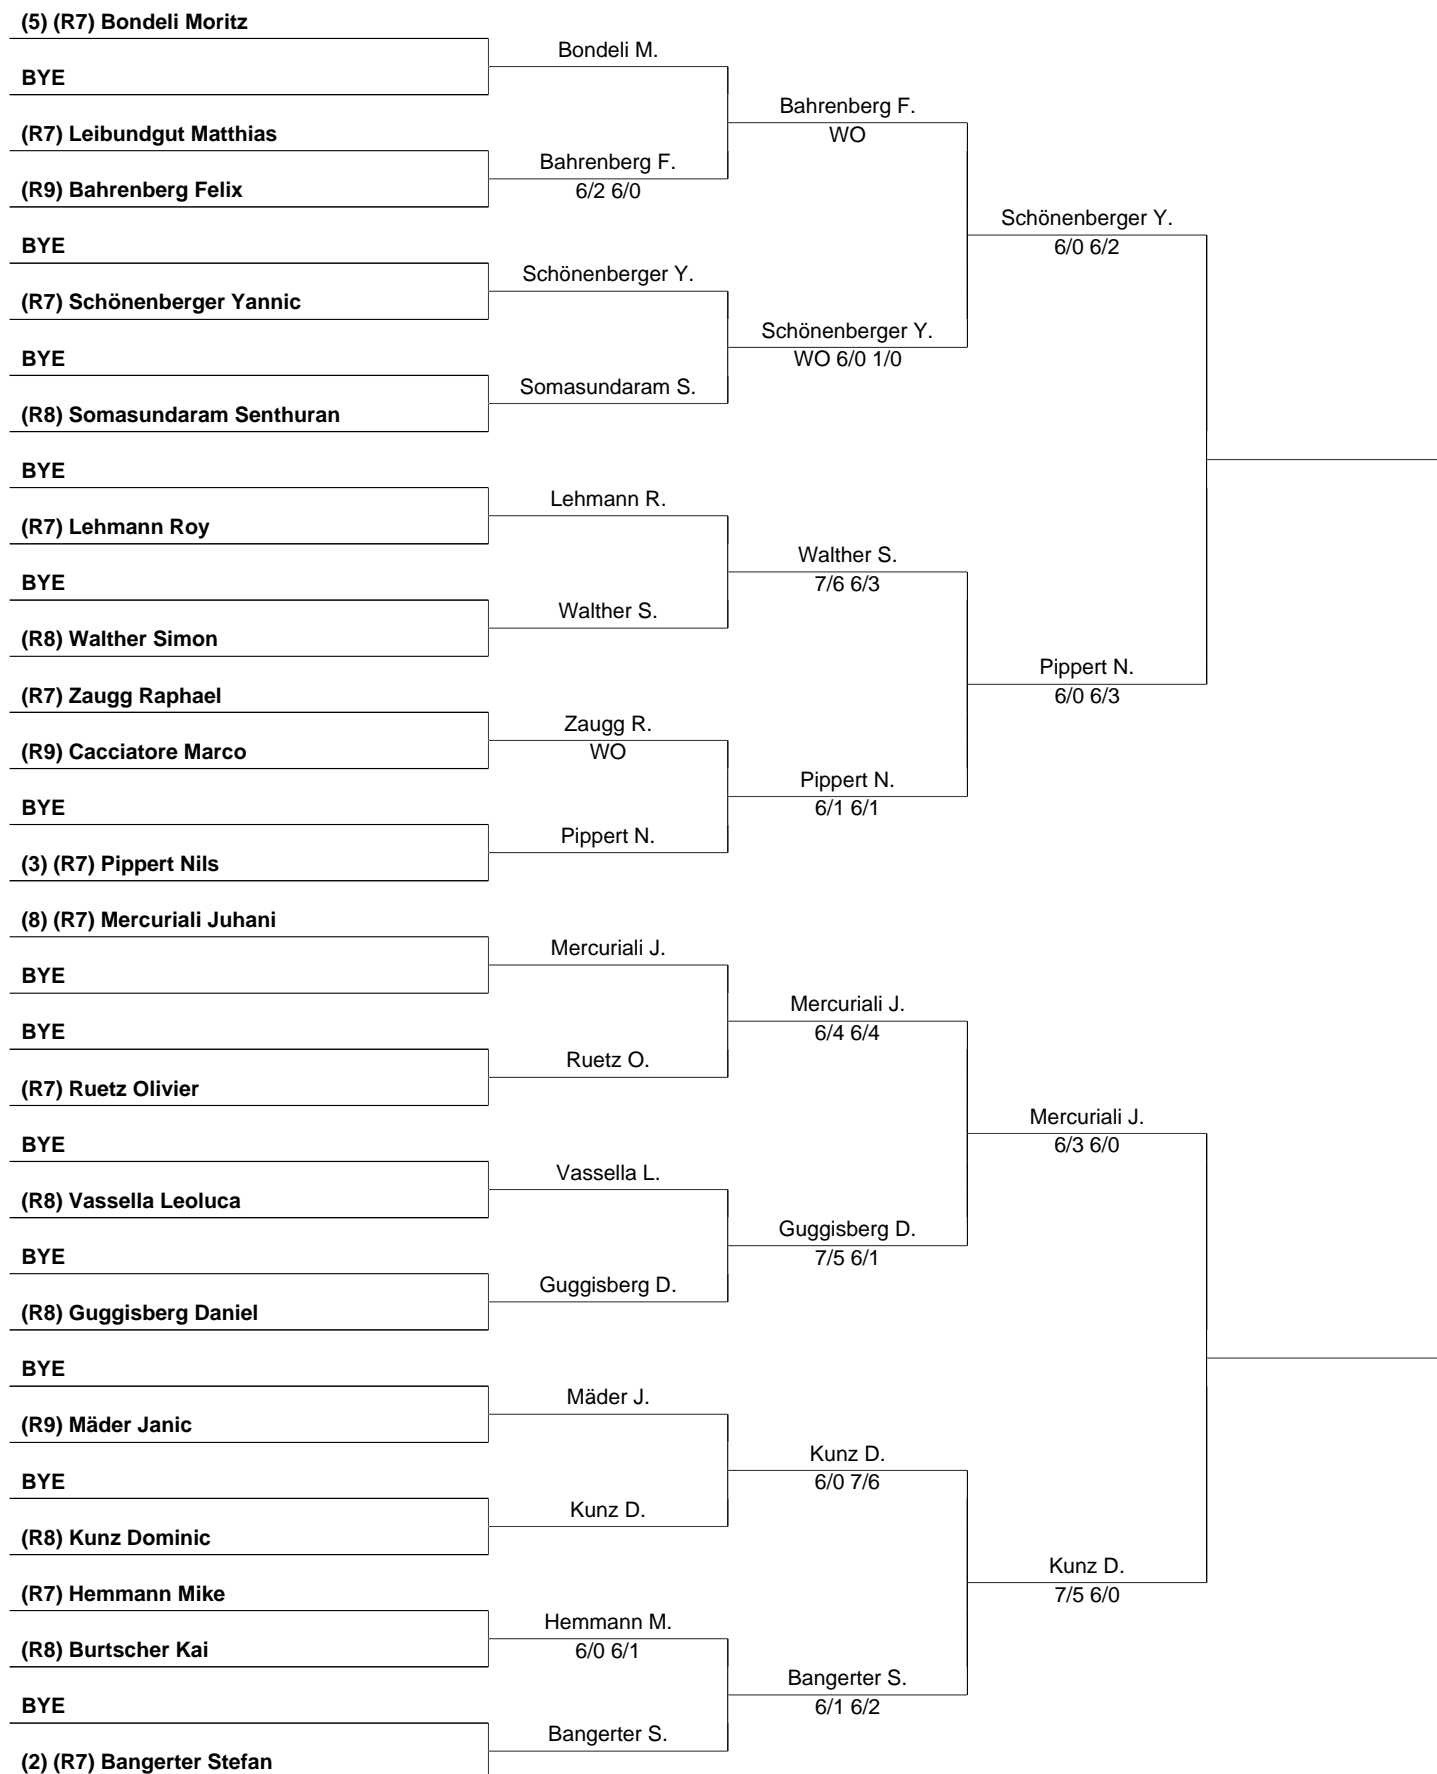 (5) (R7) Bondeli Moritz
Bondeli M.
BYE
Bahrenberg F.
WO
(R7) Leibundgut Matthias
Bahrenberg F.
6/2 6/0
(R9) Bahrenberg Felix
Schönenberger Y.
6/0 6/2
BYE
Schönenberger Y.
(R7) Schönenberger Yannic
Schönenberger Y.
WO 6/0 1/0
BYE
Somasundaram S.
(R8) Somasundaram Senthuran
BYE
Lehmann R.
(R7) Lehmann Roy
Walther S.
7/6 6/3
BYE
Walther S.
(R8) Walther Simon
Pippert N.
6/0 6/3
(R7) Zaugg Raphael
Zaugg R.
WO
(R9) Cacciatore Marco
Pippert N.
6/1 6/1
BYE
Pippert N.
(3) (R7) Pippert Nils
(8) (R7) Mercuriali Juhani
Mercuriali J.
BYE
Mercuriali J.
6/4 6/4
BYE
Ruetz O.
(R7) Ruetz Olivier
Mercuriali J.
6/3 6/0
BYE
Vassella L.
(R8) Vassella Leoluca
Guggisberg D.
7/5 6/1
BYE
Guggisberg D.
(R8) Guggisberg Daniel
BYE
Mäder J.
(R9) Mäder Janic
Kunz D.
6/0 7/6
BYE
Kunz D.
(R8) Kunz Dominic
Kunz D.
7/5 6/0
(R7) Hemmann Mike
Hemmann M.
6/0 6/1
(R8) Burtscher Kai
Bangerter S.
6/1 6/2
BYE
Bangerter S.
(2) (R7) Bangerter Stefan